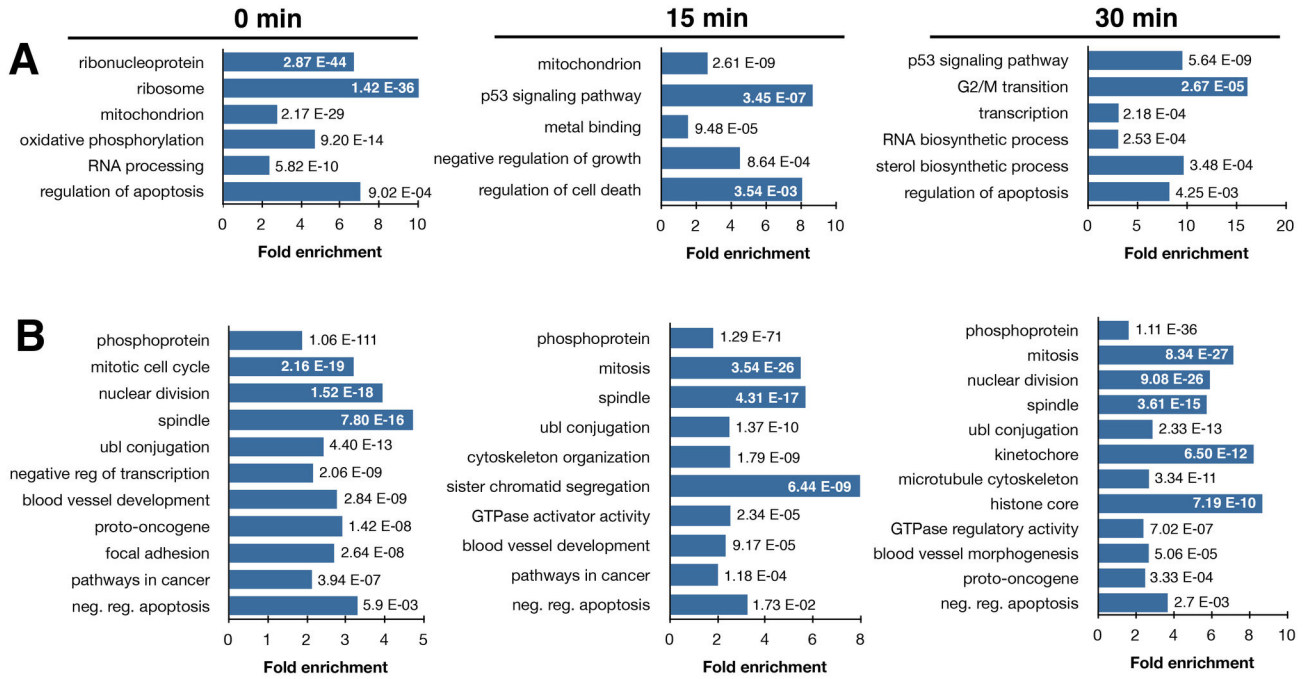 0 min
15 min
30 min
A
ribonucleoprotein 2.87 E-44
ribosome 1.42 E-36
mitochondrion 2.17 E-29
oxidative phosphorylation 9.20 E-14
RNA processing 5.82 E-10
regulation of apoptosis 9.02 E-04
0 2 4 6 8 10
Fold enrichment
mitochondrion 2.61 E-09
p53 signaling pathway 3.45 E-07
metal binding 9.48 E-05
negative regulation of growth 8.64 E-04
regulation of cell death 3.54 E-03
0 2 4 6 8 10
Fold enrichment
p53 signaling pathway 5.64 E-09
G2/M transition 2.67 E-05
transcription 2.18 E-04
RNA biosynthetic process 2.53 E-04
sterol biosynthetic process 3.48 E-04
regulation of apoptosis 4.25 E-03
0 5 10 15 20
Fold enrichment
B
phosphoprotein 1.06 E-111
mitotic cell cycle 2.16 E-19
nuclear division 1.52 E-18
spindle 7.80 E-16
ubl conjugation 4.40 E-13
negative reg of transcription 2.06 E-09
blood vessel development 2.84 E-09
proto-oncogene 1.42 E-08
focal adhesion 2.64 E-08
pathways in cancer 3.94 E-07
neg. reg. apoptosis 5.9 E-03
0 1 2 3 4 5
Fold enrichment
phosphoprotein 1.29 E-71
mitosis 3.54 E-26
spindle 4.31 E-17
ubl conjugation 1.37 E-10
cytoskeleton organization 1.79 E-09
sister chromatid segregation 6.44 E-09
GTPase activator activity 2.34 E-05
blood vessel development 9.17 E-05
pathways in cancer 1.18 E-04
neg. reg. apoptosis 1.73 E-02
0 2 4 6 8
Fold enrichment
phosphoprotein 1.11 E-36
mitosis 8.34 E-27
nuclear division 9.08 E-26
spindle 3.61 E-15
ubl conjugation 2.33 E-13
kinetochore 6.50 E-12
microtubule cytoskeleton 3.34 E-11
histone core 7.19 E-10
GTPase regulatory activity 7.02 E-07
blood vessel morphogenesis 5.06 E-05
proto-oncogene 3.33 E-04
neg. reg. apoptosis 2.7 E-03
0 2 4 6 8 10
Fold enrichment